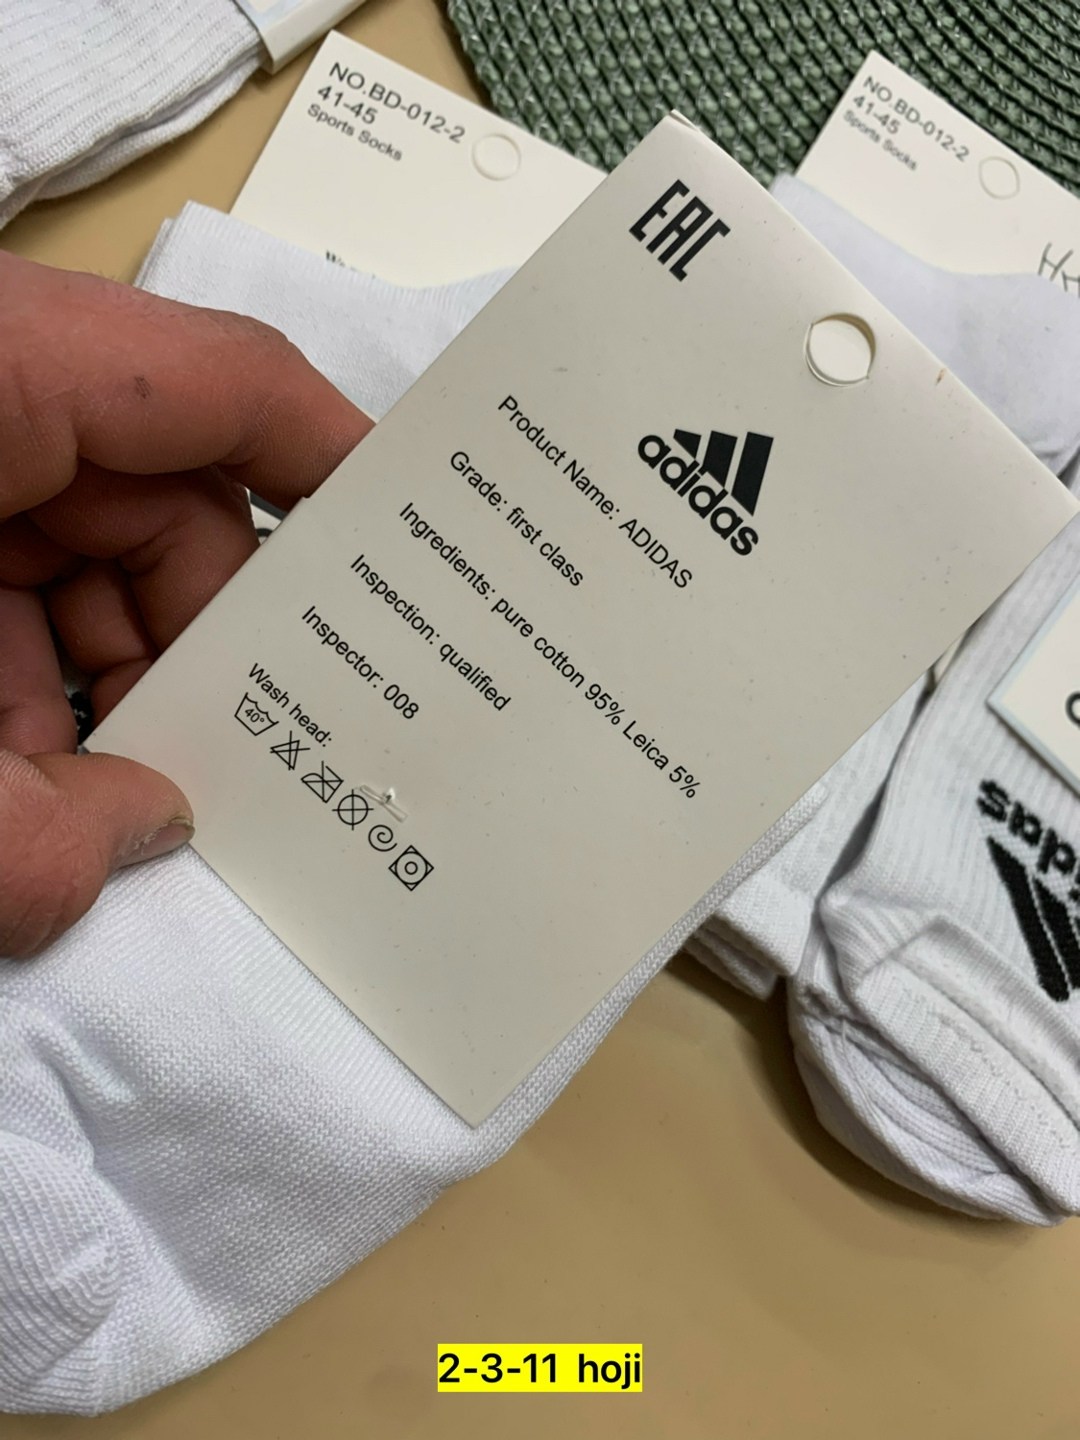 NO.BD-012-2
41-45
Sports Socks
NO.BD-012-2
41-45
Sports Socks
EAC
adidas
Product Name: ADIDAS
Grade: first class
Ingredients: pure cotton 95% Leica 5%
Inspection: qualified
Inspector: 008
Wash head:
40°
2-3-11 hoji